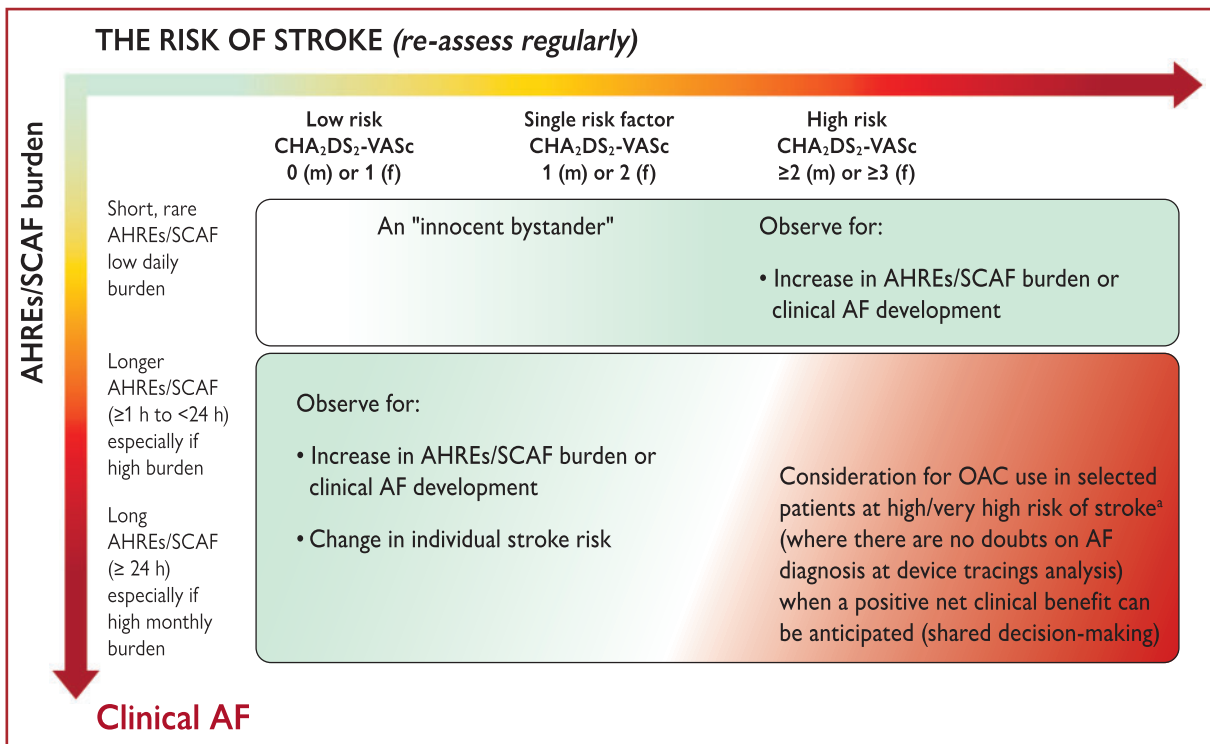 THE RISK OF STROKE (re-assess regularly)
AHREs/SCAF burden
Low risk
CHA₂DS₂-VASc
0 (m) or 1 (f)
Single risk factor
CHA₂DS₂-VASc
1 (m) or 2 (f)
High risk
CHA₂DS₂-VASc
≥2 (m) or ≥3 (f)
Short, rare
AHREs/SCAF
low daily
burden
An "innocent bystander"
Observe for:
• Increase in AHREs/SCAF burden or
clinical AF development
Longer
AHREs/SCAF
(≥1 h to <24 h)
especially if
high burden
Long
AHREs/SCAF
(≥ 24 h)
especially if
high monthly
burden
Observe for:
• Increase in AHREs/SCAF burden or
clinical AF development
• Change in individual stroke risk
Consideration for OAC use in selected
patients at high/very high risk of strokeᵃ
(where there are no doubts on AF
diagnosis at device tracings analysis)
when a positive net clinical benefit can
be anticipated (shared decision-making)
Clinical AF